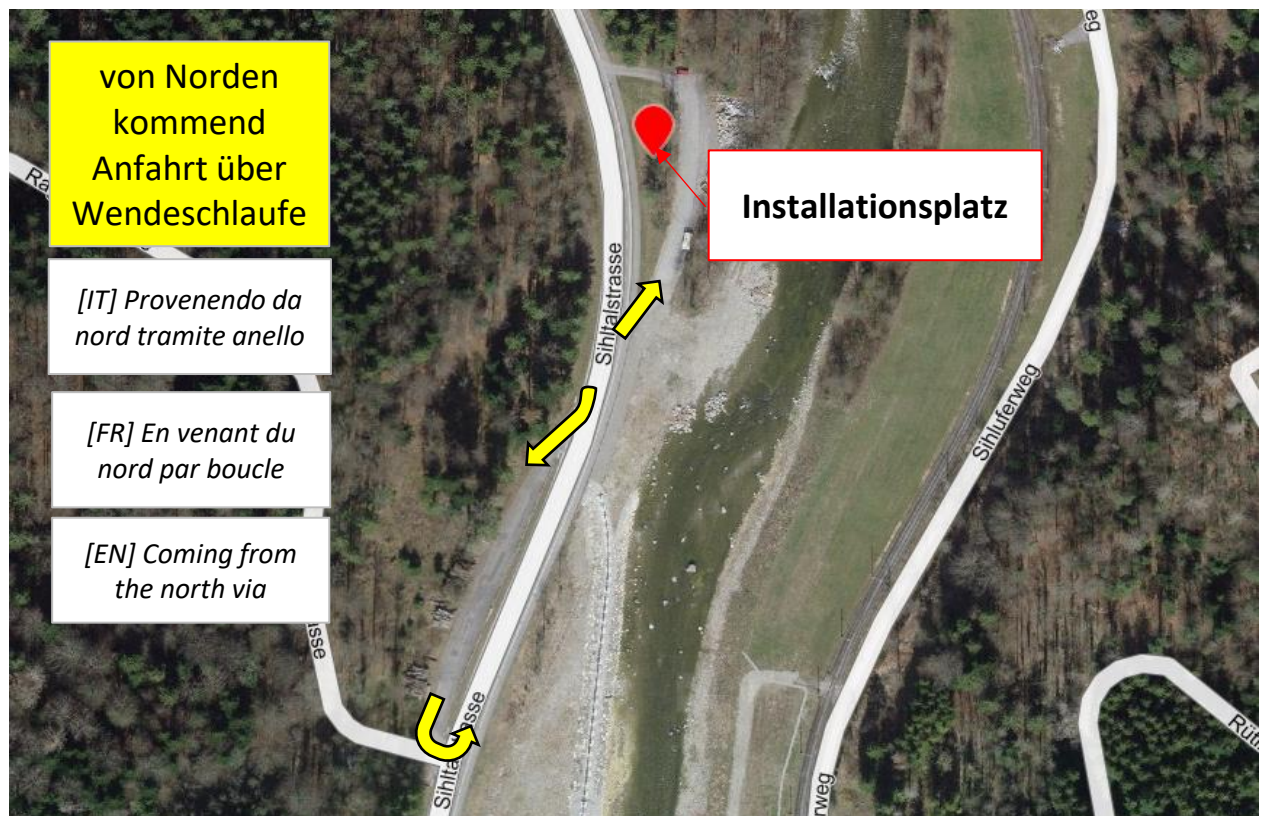 von Norden
kommend
Anfahrt über
Wendeschlaufe
[IT] Provenendo da
nord tramite anello
[FR] En venant du
nord par boucle
[EN] Coming from
the north via
Installationsplatz
Sihltalstrasse
Sihluferweg